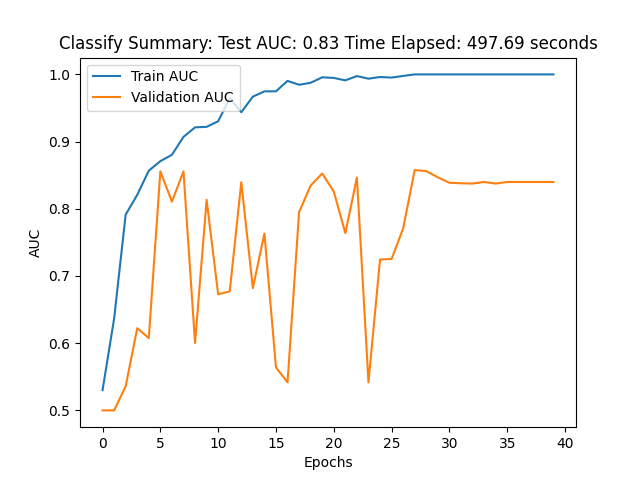 Classify Summary: Test AUC: 0.83 Time Elapsed: 497.69 seconds
Train AUC
Validation AUC
1.0
0.9
0.8
0.7
0.6
0.5
AUC
0 5 10 15 20 25 30 35 40
Epochs